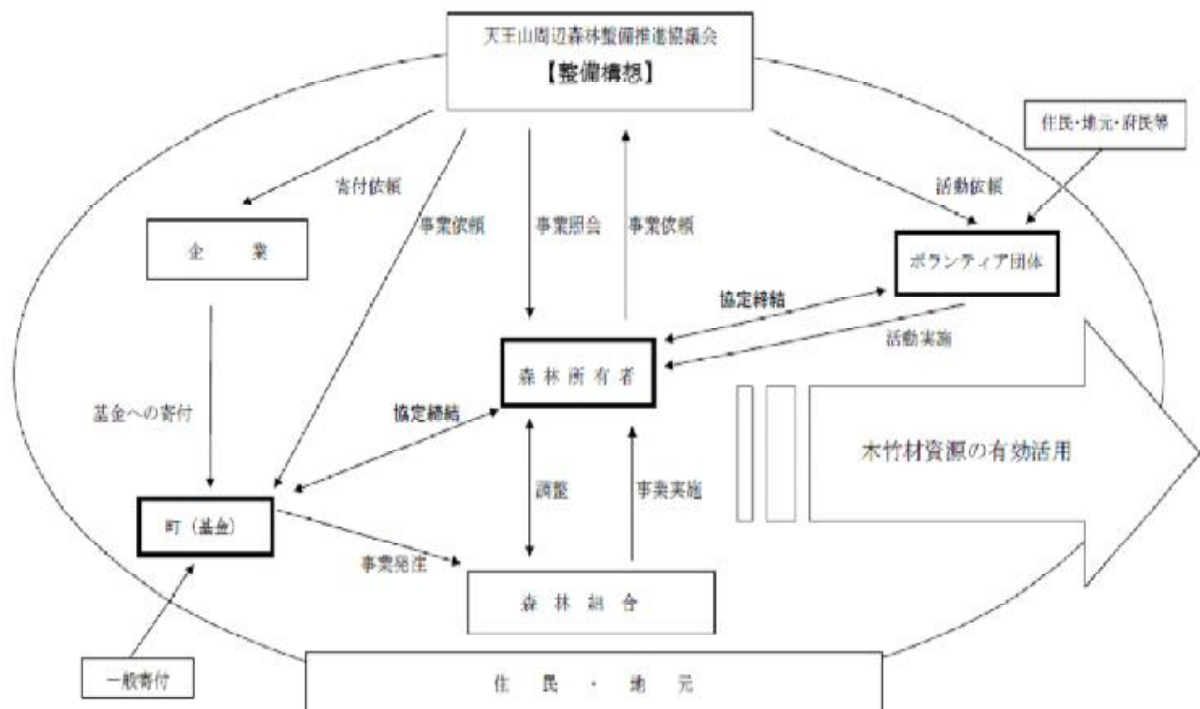 天王山周辺森林整備推進協議会
【整備構想】
住民・地元・府民等
寄付依頼
活動依頼
事業依頼
事業照会
事業依頼
企業
ボランティア団体
協定締結
活動実施
森林所有者
基金への寄付
協定締結
木竹材資源の有効活用
調整
事業実施
町(基金)
事業発注
森林組合
一般寄付
住民・地元